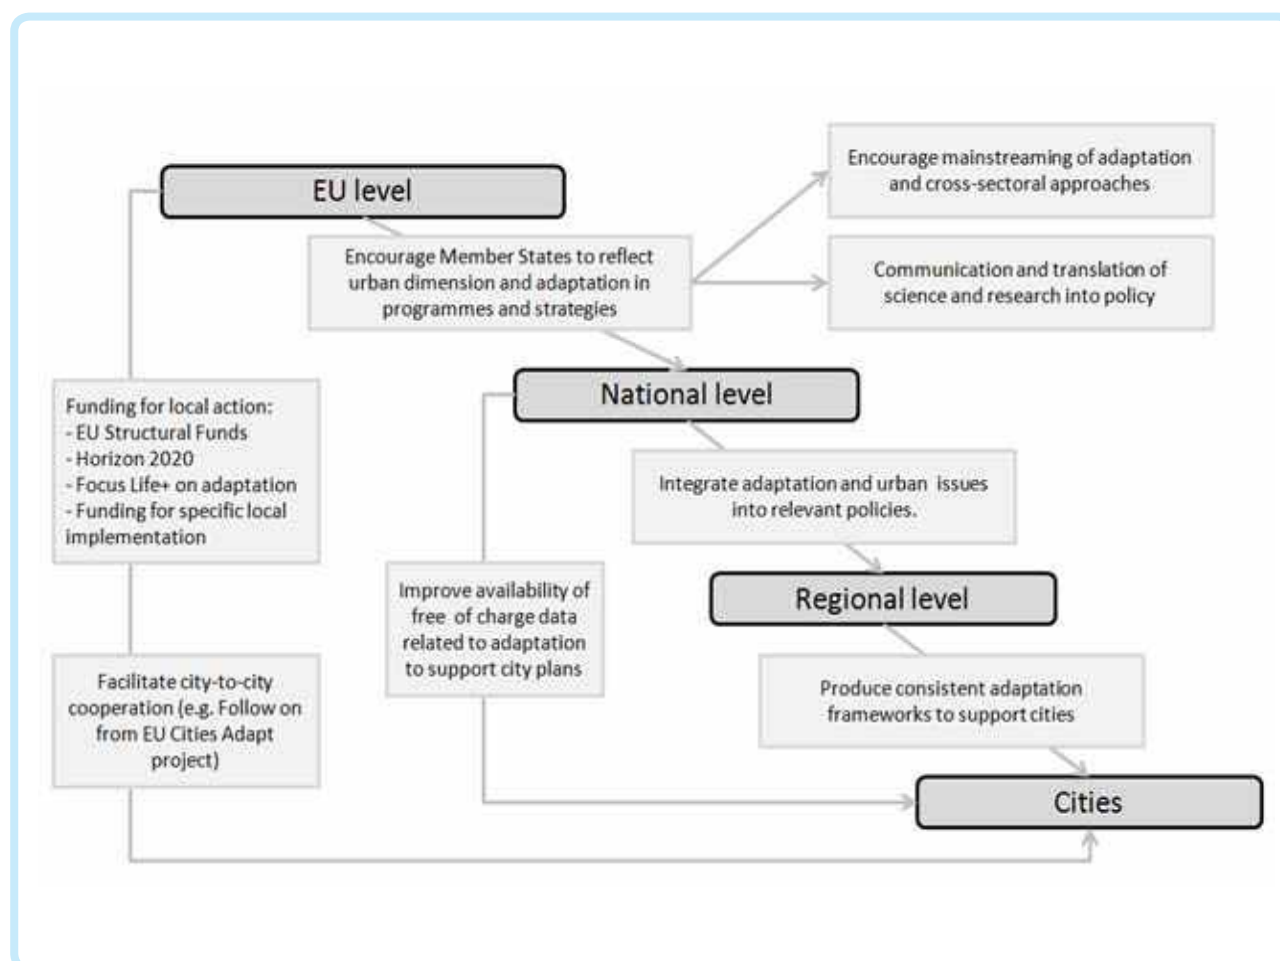 Encourage mainstreaming of adaptation
and cross-sectoral approaches
EU level
Encourage Member States to reflect
urban dimension and adaptation in
programmes and strategies
Communication and translation of
science and research into policy
National level
Funding for local action:
- EU Structural Funds
- Horizon 2020
- Focus Life+ on adaptation
- Funding for specific local
implementation
Integrate adaptation and urban issues
into relevant policies.
Improve availability of
free of charge data
related to adaptation
to support city plans
Regional level
Facilitate city-to-city
cooperation (e.g. Follow on
from EU Cities Adapt
project)
Produce consistent adaptation
frameworks to support cities
Cities